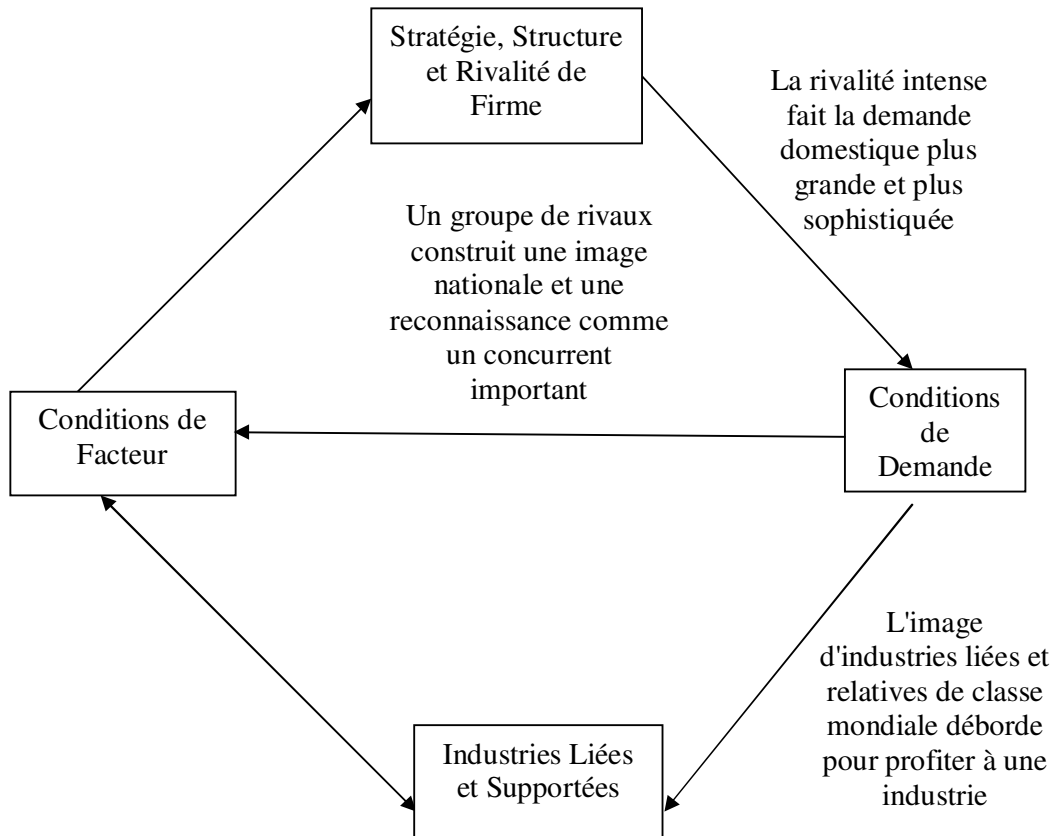 Stratégie, Structure
et Rivalité de
Firme
La rivalité intense
fait la demande
domestique plus
grande et plus
sophistiquée
Un groupe de rivaux
construit une image
nationale et une
reconnaissance comme
un concurrent
important
Conditions de
Facteur
Conditions
de
Demande
L'image
d'industries liées et
relatives de classe
mondiale déborde
pour profiter à une
industrie
Industries Liées
et Supportées